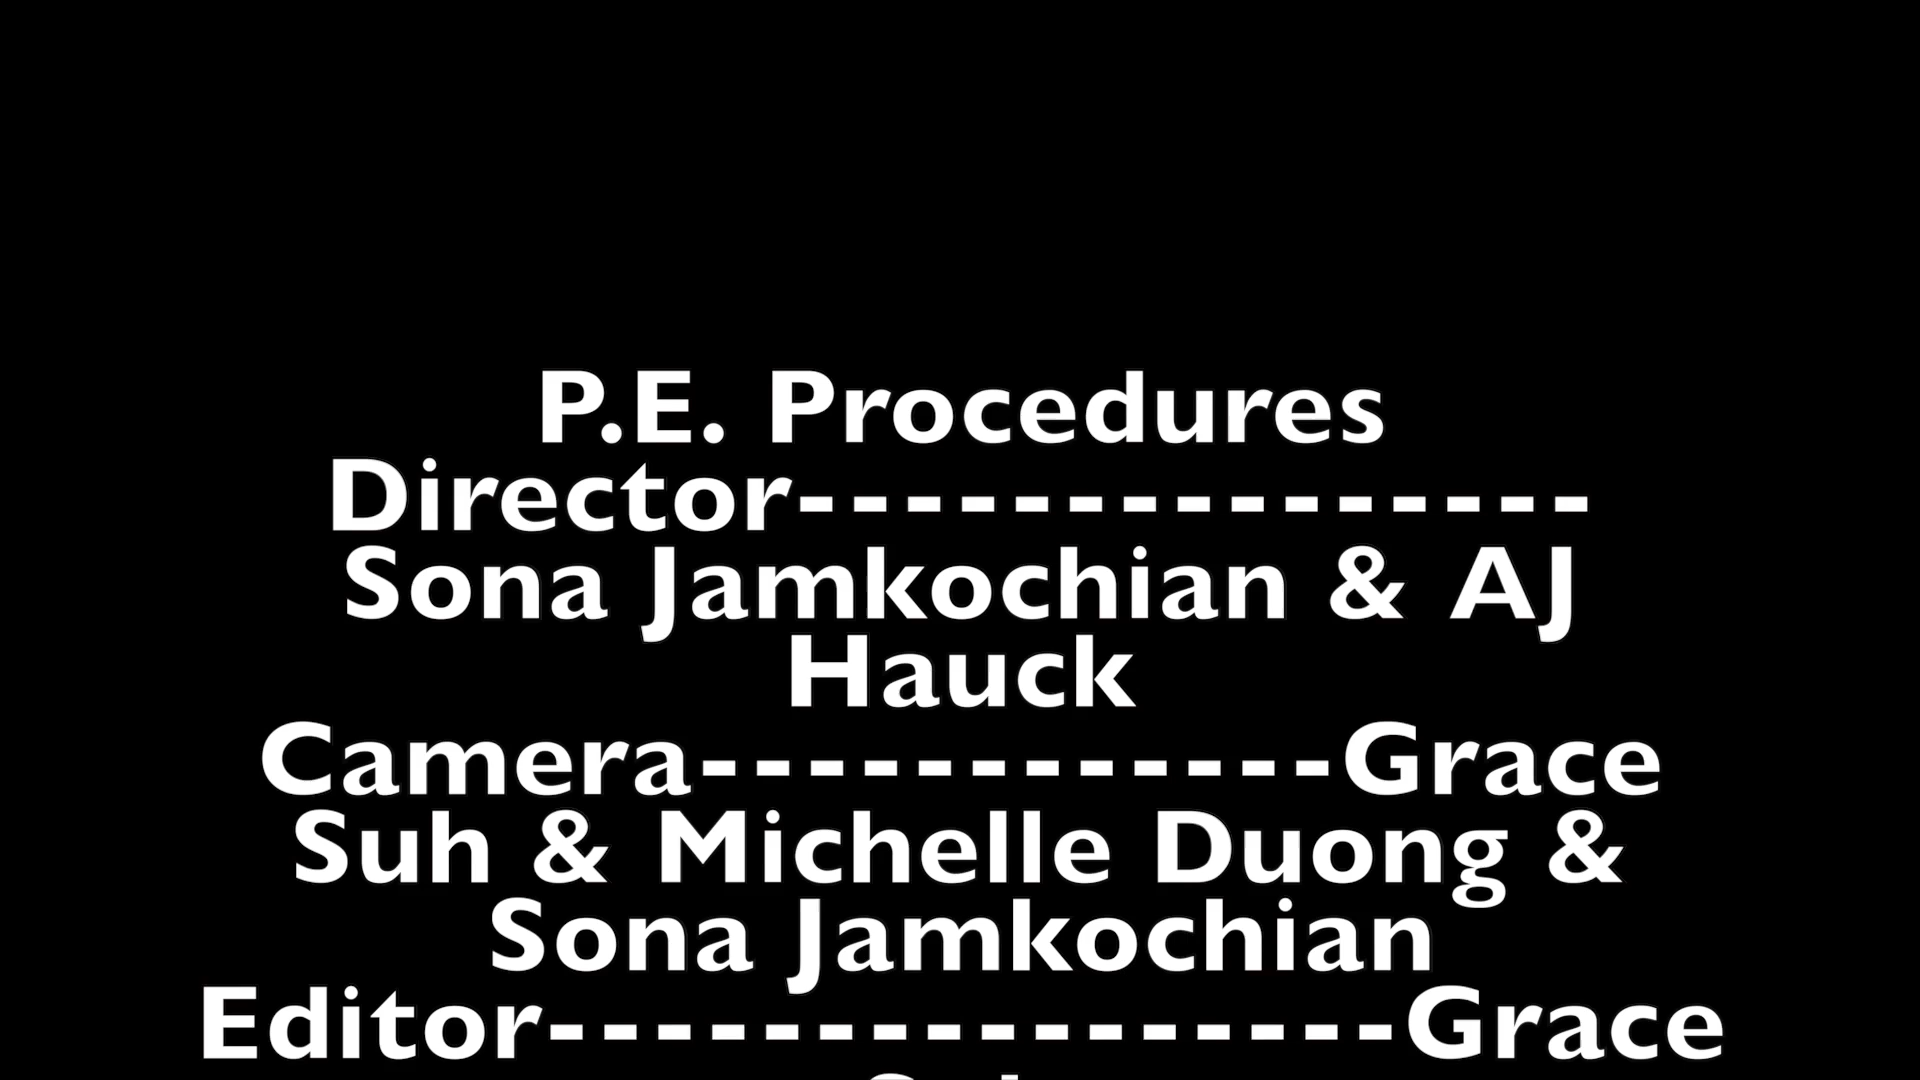 P.E. Procedures
Director---------------
Sona Jamkochian & AJ
Hauck
Camera------------Grace
Suh & Michelle Duong &
Sona Jamkochian
Editor----------------Grace